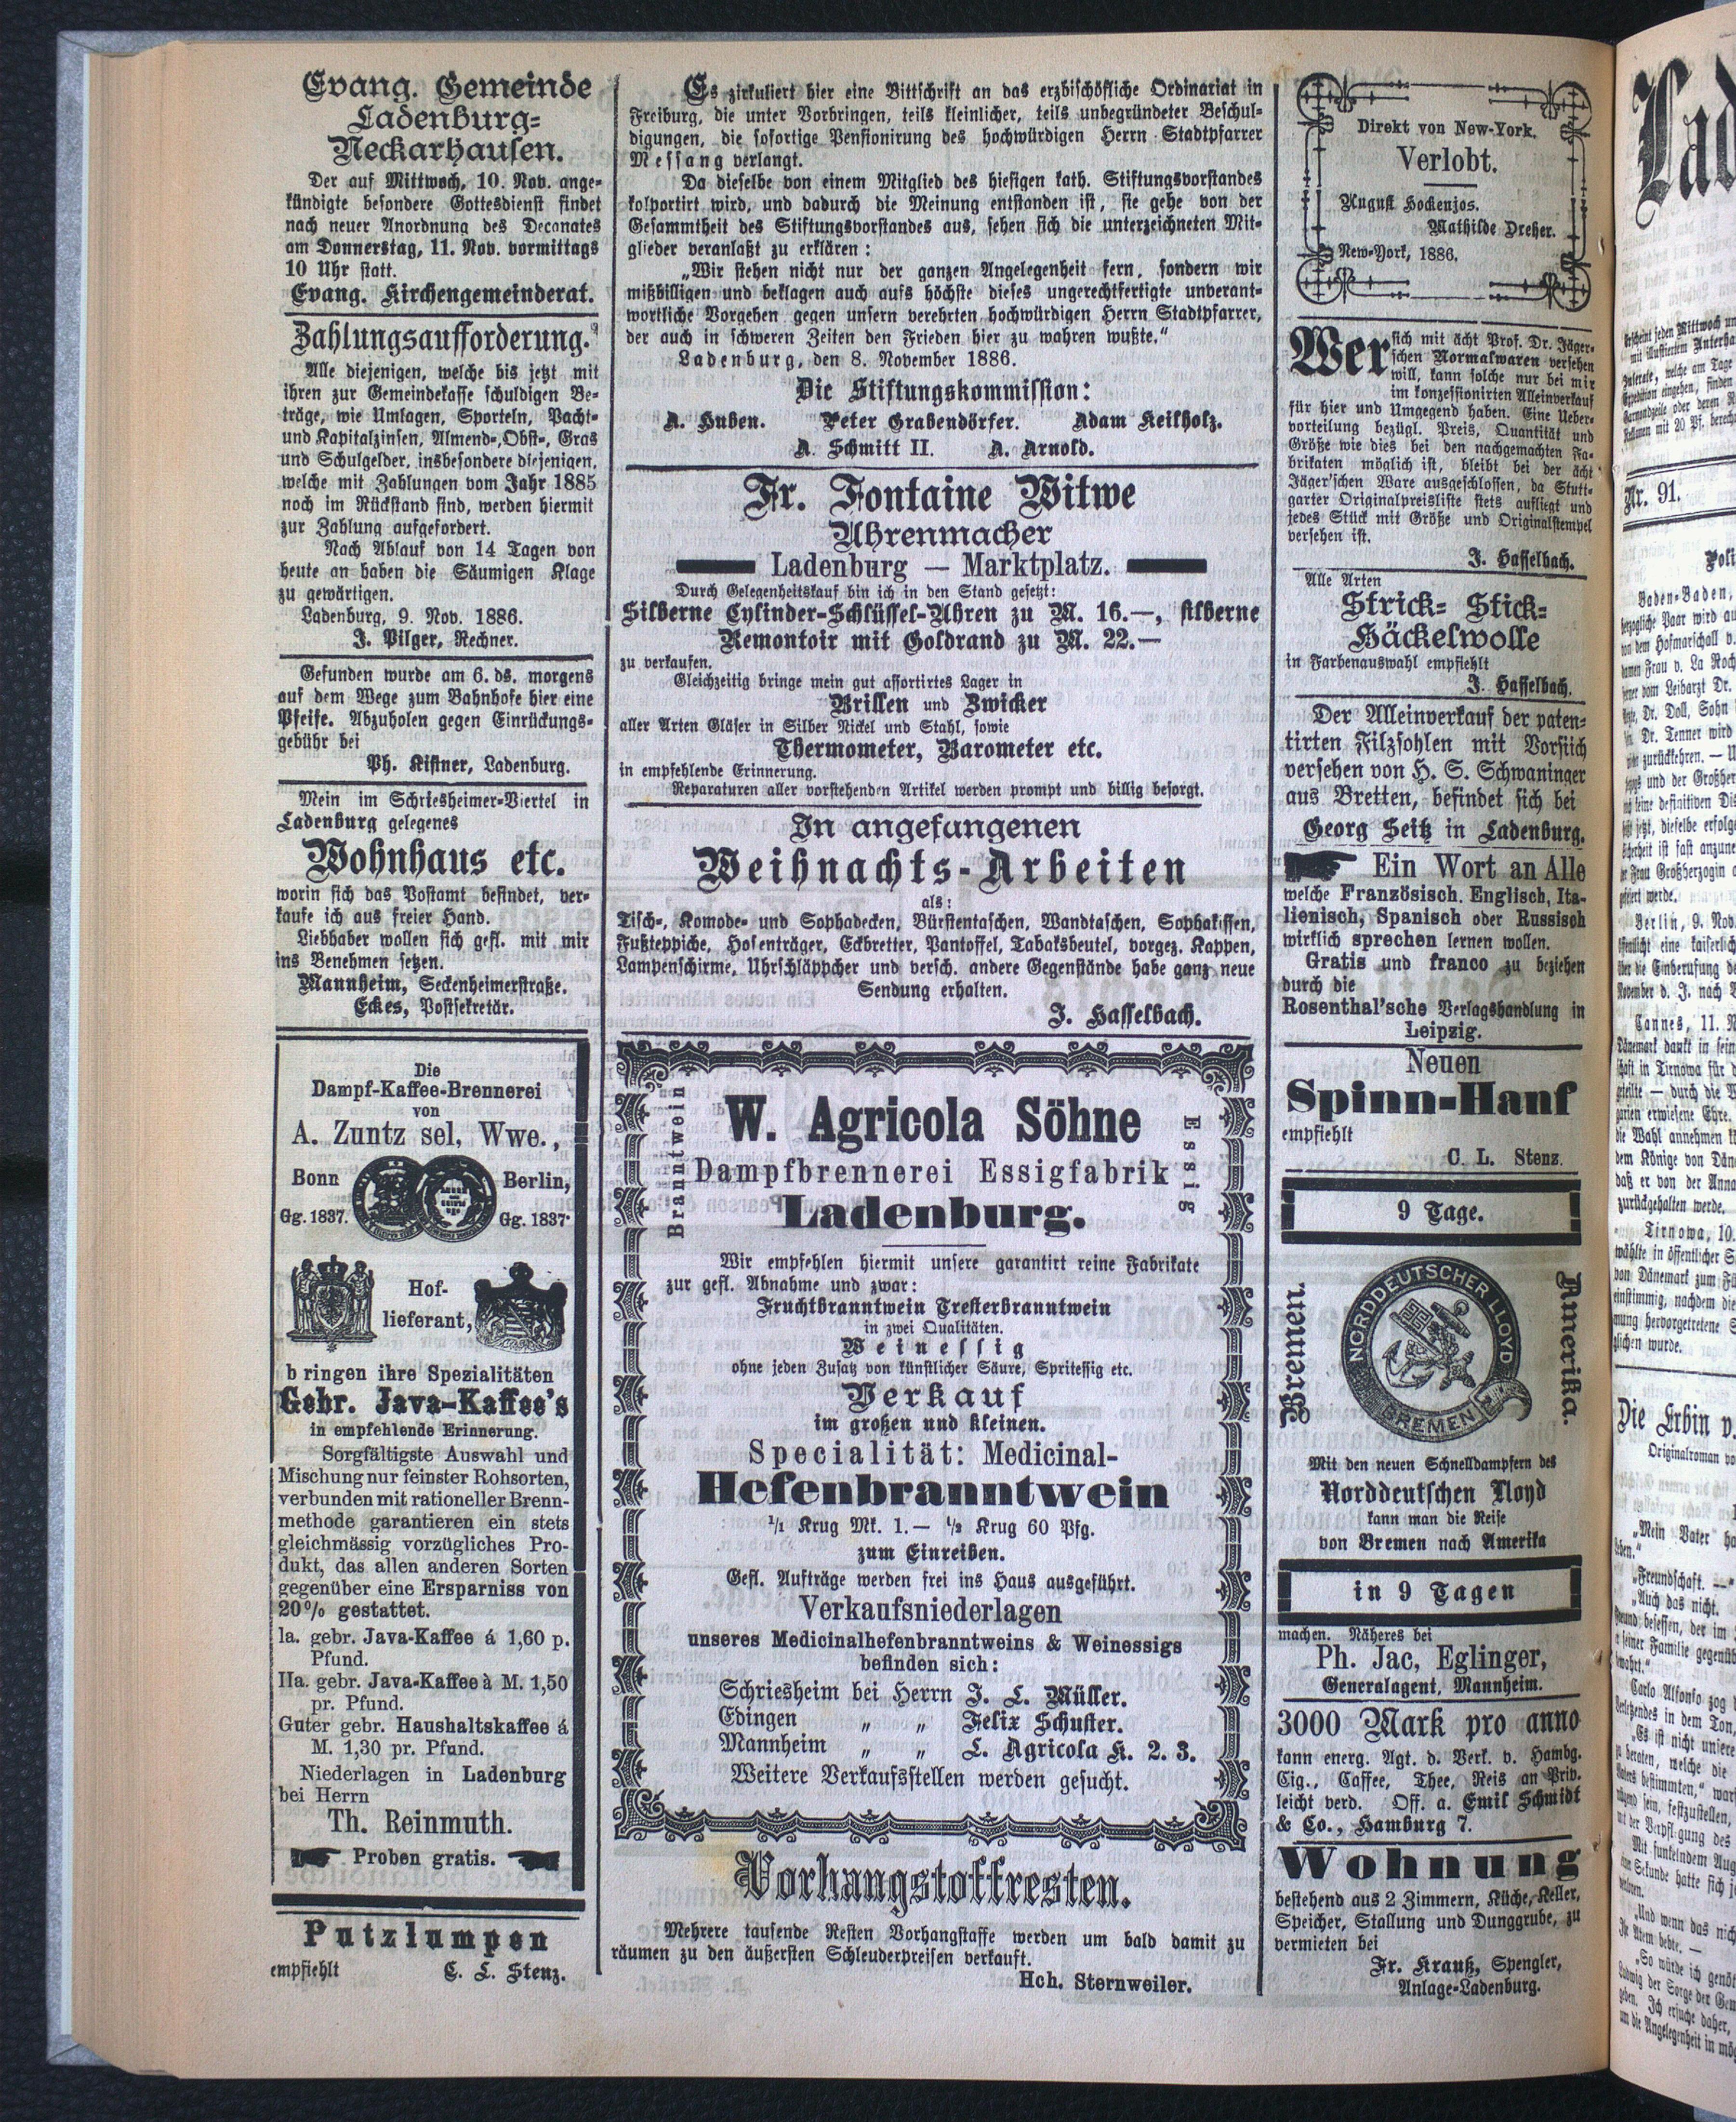 Evang. Gemeinde
Ladenburg-
Neckarhausen.
Der auf Mittwoch, 10. Nov. ange-
kündigte besondere Gottesdienst findet
nach neuer Anordnung des Decanates
am Donnerstag, 11. Nov. vormittags
10 Uhr statt.
Evang. Kirchengemeinderat.
Zahlungsaufforderung.
Alle diejenigen, welche bis jetzt mit
ihren zur Gemeindekasse schuldigen Be-
träge, wie Umlagen, Sporteln, Pacht-
und Kapitalzinsen, Almend-, Obst-, Gras
und Schulgelder, insbesondere diejenigen,
welche mit Zahlungen vom Jahr 1885
noch im Rückstand sind, werden hiermit
zur Zahlung aufgefordert.
Nach Ablauf von 14 Tagen von
heute an haben die Säumigen Klage
zu gewärtigen.
Ladenburg, 9. Nov. 1886.
J. Pilger, Rechner.
Gefunden wurde am 6. ds. morgens
auf dem Wege zum Bahnhofe hier eine
Pfeife. Abzuholen gegen Einrückungs-
gebühr bei
Ph. Kistner, Ladenburg.
Mein im Schriesheimer-Viertel in
Ladenburg gelegenes
Wohnhaus etc.
worin sich das Postamt befindet, ver-
kaufe ich aus freier Hand.
Liebhaber wollen sich gefl. mit mir
ins Benehmen setzen.
Mannheim, Seckenheimerstraße.
Eckes, Postsekretär.
Die
Dampf-Kaffee-Brennerei
von
A. Zuntz sel. Wwe.,
Bonn Berlin,
Gg. 1837. Gg. 1837
Hof-
lieferant,
bringen ihre Spezialitäten
Gebr. Java-Kaffee's
in empfehlende Erinnerung.
Sorgfältigste Auswahl und
Mischung nur feinster Rohsorten,
verbunden mit rationeller Brenn-
methode garantieren ein stets
gleichmässig vorzügliches Pro-
dukt, das allen anderen Sorten
gegenüber eine Ersparniss von
20% gestattet.
Ia. gebr. Java-Kaffee á 1,60 p.
Pfund.
IIa. gebr. Java-Kaffee à M. 1,50
pr. Pfund.
Guter gebr. Haushaltskaffee á
M. 1,30 pr. Pfund.
Niederlagen in Ladenburg
bei Herrn
Th. Reinmuth.
Proben gratis.
Putzlumpen
empfiehlt C. L. Stenz.
Es zirkuliert hier eine Bittschrift an das erzbischöfliche Ordinariat in
Freiburg, die unter Vorbringen, teils kleinlicher, teils unbegründeter Beschul-
digungen, die sofortige Pensionirung des hochwürdigen Herrn Stadtpfarrer
Messang verlangt.
Da dieselbe von einem Mitglied des hiesigen kath. Stiftungsvorstandes
kolportirt wird, und dadurch die Meinung entstanden ist, sie gehe von der
Gesammtheit des Stiftungsvorstandes aus, sehen sich die unterzeichneten Mit-
glieder veranlaßt zu erklären:
„Wir stehen nicht nur der ganzen Angelegenheit fern, sondern wir
mißbilligen und beklagen auch aufs höchste dieses ungerechtfertigte unverant-
wortliche Vorgehen gegen unsern verehrten hochwürdigen Herrn Stadtpfarrer,
der auch in schweren Zeiten den Frieden hier zu wahren wußte."
Ladenburg, den 8. November 1886.
Die Stiftungskommission:
A. Huben. Peter Grabendörfer. Adam Keilholz.
A. Schmitt II. A. Arnold.
Fr. Fontaine Witwe
Uhrenmacher
Ladenburg — Marktplatz.
Durch Gelegenheitskauf bin ich in den Stand gesetzt:
Silberne Cylinder-Schlüssel-Uhren zu M. 16.—, silberne
Remontoir mit Goldrand zu M. 22.—
zu verkaufen.
Gleichzeitig bringe mein gut assortirtes Lager in
Brillen und Zwicker
aller Arten Gläser in Silber Nickel und Stahl, sowie
Thermometer, Barometer etc.
in empfehlende Erinnerung.
Reparaturen aller vorstehenden Artikel werden prompt und billig besorgt.
In angefangenen
Weihnachts-Arbeiten
als:
Tisch-, Komode- und Sophadecken, Bürstentaschen, Wandtaschen, Sophakissen,
Fußteppiche, Hosenträger, Eckbretter, Pantoffel, Tabaksbeutel, vorgez. Kappen,
Lampenschirme, Uhrschläppcher und versch. andere Gegenstände habe ganz neue
Sendung erhalten.
J. Hasselbach.
Branntwein
W. Agricola Söhne
Dampfbrennerei Essigfabrik
Ladenburg.
Essig
Wir empfehlen hiermit unsere garantirt reine Fabrikate
zur gefl. Abnahme und zwar:
Fruchtbranntwein Tresterbranntwein
in zwei Qualitäten.
Weinessig
ohne jeden Zusatz von künstlicher Säure, Spritessig etc.
Verkauf
im großen und kleinen.
Specialität: Medicinal-
Hefenbranntwein
1/1 Krug Mk. 1.— 1/2 Krug 60 Pfg.
zum Einreiben.
Gefl. Aufträge werden frei ins Haus ausgeführt.
Verkaufsniederlagen
unseres Medicinalhefenbranntweins & Weinessigs
befinden sich:
Schriesheim bei Herrn J. L. Müller.
Edingen „ „ Felix Schuster.
Mannheim „ „ L. Agricola K. 2. 3.
Weitere Verkaufsstellen werden gesucht.
Vorhangstoffresten.
Mehrere tausende Resten Vorhangstaffe werden um bald damit zu
räumen zu den äußersten Schleuderpreisen verkauft.
Hch. Sternweiler.
Direkt von New-York.
Verlobt.
August Hockenjos.
Mathilde Dreher.
New-York, 1886.
Wer sich mit ächt Prof. Dr. Jäger-
schen Normalwaren versehen
will, kann solche nur bei mir
im konzessionirten Alleinverkauf
für hier und Umgegend haben. Eine Ueber-
vorteilung bezügl. Preis, Quantität und
Größe wie dies bei den nachgemachten Fa-
brikaten möglich ist, bleibt bei der ächt
Jäger'schen Ware ausgeschlossen, da Stutt-
garter Originalpreisliste stets aufliegt und
jedes Stück mit Größe und Originalstempel
versehen ist.
J. Hasselbach.
Alle Arten
Strick- Stick-
Häckelwolle
in Farbenauswahl empfiehlt
J. Hasselbach.
Der Alleinverkauf der paten-
tirten Filzsohlen mit Vorsiich
versehen von H. S. Schwaninger
aus Bretten, befindet sich bei
Georg Seitz in Ladenburg.
Ein Wort an Alle
welche Französisch, Englisch, Ita-
lienisch, Spanisch oder Russisch
wirklich sprechen lernen wollen.
Gratis und franco zu beziehen
durch die
Rosenthal'sche Verlagshandlung in
Leipzig.
Neuen
Spinn-Hanf
empfiehlt
C. L. Stenz.
9 Tage.
Bremen.
NORDDEUTSCHER LLOYD
BREMEN
Amerika.
Mit den neuen Schnelldampfern des
Norddeutschen Lloyd
kann man die Reise
von Bremen nach Amerika
in 9 Tagen
machen. Näheres bei
Ph. Jac, Eglinger,
Generalagent, Mannheim.
3000 Mark pro anno
kann energ. Agt. d. Verk. v. Hambg.
Cig., Caffee, Thee, Reis an Priv.
leicht verd. Off. a. Emil Schmidt
& Co., Hamburg 7.
Wohnung
bestehend aus 2 Zimmern, Küche, Keller,
Speicher, Stallung und Dunggrube, zu
vermieten bei
Fr. Krauß, Spengler,
Anlage-Ladenburg.
Lad
Nr. 91.
Baden-Baden,
Berlin, 9. Nov.
Cannes, 11.
Tirnowa, 10.
Die Erbin v.
Originalroman
„Mein Vater
„Freundschaft. —
„Auch das nicht.